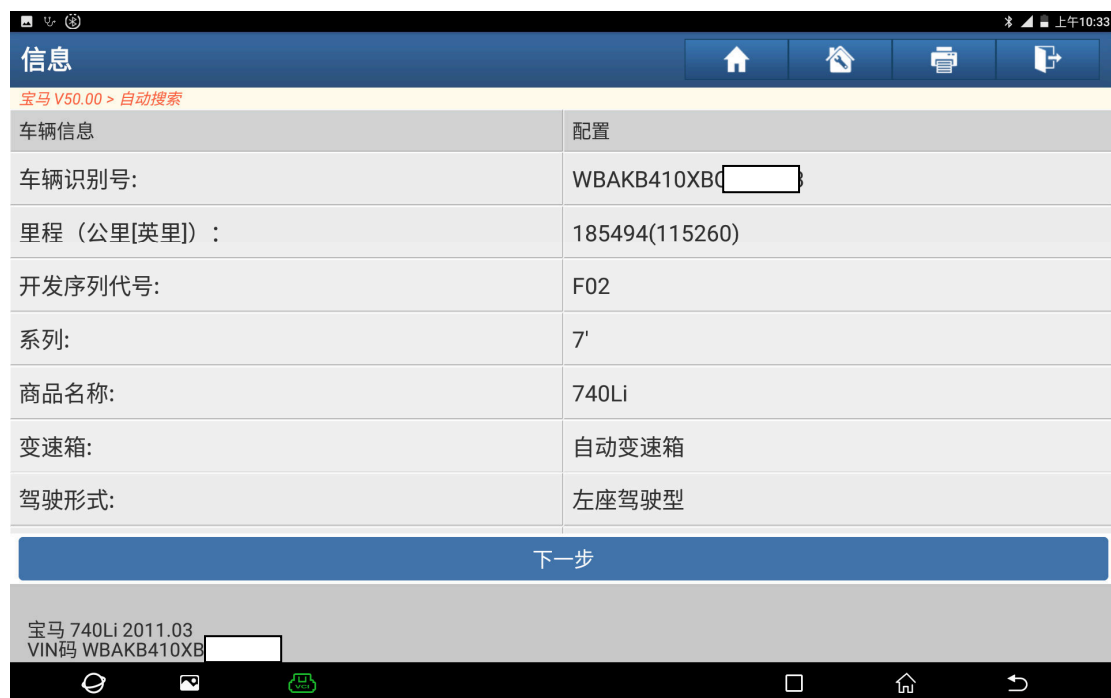 上午10:33
信息
宝马 V50.00 > 自动搜索
车辆信息 配置
车辆识别号: WBAKB410XB
里程（公里[英里]）： 185494(115260)
开发序列代号: F02
系列: 7'
商品名称: 740Li
变速箱: 自动变速箱
驾驶形式: 左座驾驶型
下一步
宝马 740Li 2011.03
VIN码 WBAKB410XB
VCI